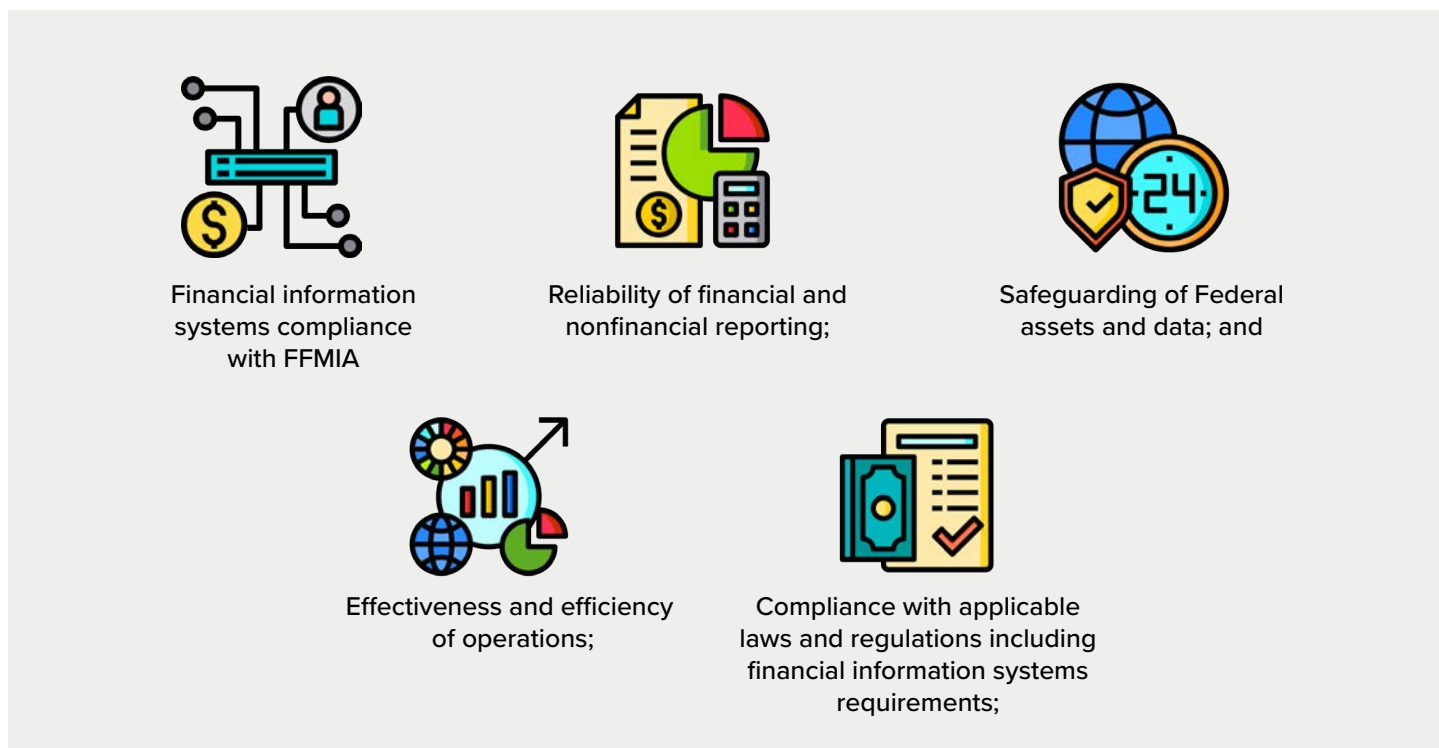 24
Financial information
systems compliance
with FFMIA
Reliability of financial and
nonfinancial reporting;
Safeguarding of Federal
assets and data; and
Effectiveness and efficiency
of operations;
Compliance with applicable
laws and regulations including
financial information systems
requirements;